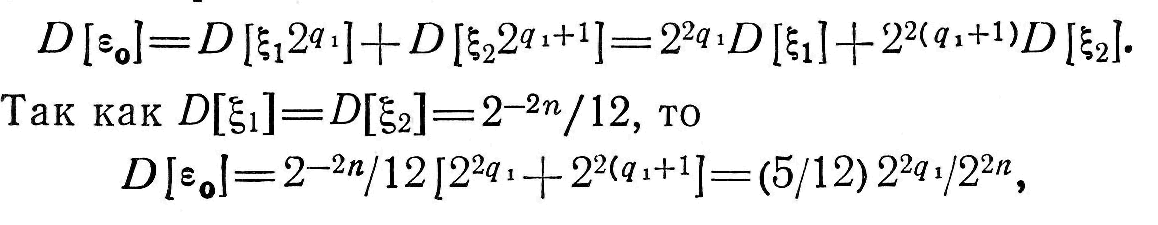 D[ε₀]=D[ξ₁2^{q₁}]+D[ξ₂2^{q₁+1}]=2^{2q₁}D[ξ₁]+2^{2(q₁+1)}D[ξ₂].
Так как D[ξ₁]=D[ξ₂]=2^{−2n}/12, то
D[ε₀]=2^{−2n}/12[2^{2q₁}+2^{2(q₁+1}]=(5/12) 2^{2q₁}/2^{2n},